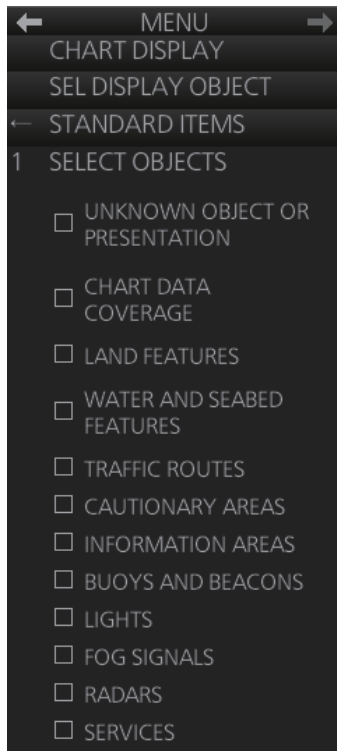 ← MENU →
CHART DISPLAY
SEL DISPLAY OBJECT
← STANDARD ITEMS
1 SELECT OBJECTS
☐ UNKNOWN OBJECT OR
PRESENTATION
☐ CHART DATA
COVERAGE
☐ LAND FEATURES
☐ WATER AND SEABED
FEATURES
☐ TRAFFIC ROUTES
☐ CAUTIONARY AREAS
☐ INFORMATION AREAS
☐ BUOYS AND BEACONS
☐ LIGHTS
☐ FOG SIGNALS
☐ RADARS
☐ SERVICES